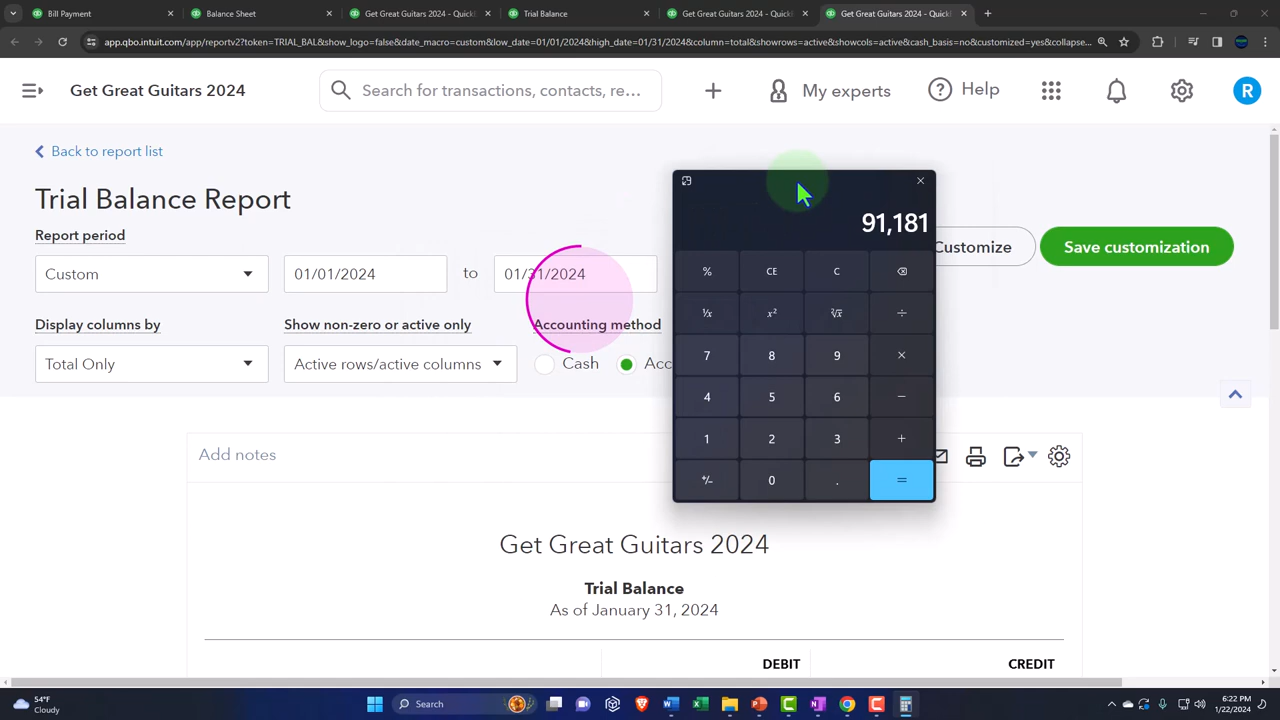 Bill Payment
Balance Sheet
Get Great Guitars 2024 - Quick
Trial Balance
Get Great Guitars 2024 - Quick
Get Great Guitars 2024 - Quick
app.qbo.intuit.com/app/reportv2?token=TRIAL_BAL&show_logo=false&date_macro=custom&low_date=01/01/2024&high_date=01/31/2024&column=total&showrows=active&showcols=active&cash_basis=no&customized=yes&collapse...
Get Great Guitars 2024
Search for transactions, contacts, re...
My experts
Help
R
Back to report list
Trial Balance Report
Report period
Custom
01/01/2024
to
01/31/2024
Customize
Save customization
Display columns by
Show non-zero or active only
Accounting method
Total Only
Active rows/active columns
Cash
Acc
91,181
% CE C
¹/x x² ²√x ÷
7 8 9 ×
4 5 6 −
1 2 3 +
+/− 0 . =
Add notes
Get Great Guitars 2024
Trial Balance
As of January 31, 2024
DEBIT CREDIT
54°F
Cloudy
Search
6:22 PM
1/22/2024